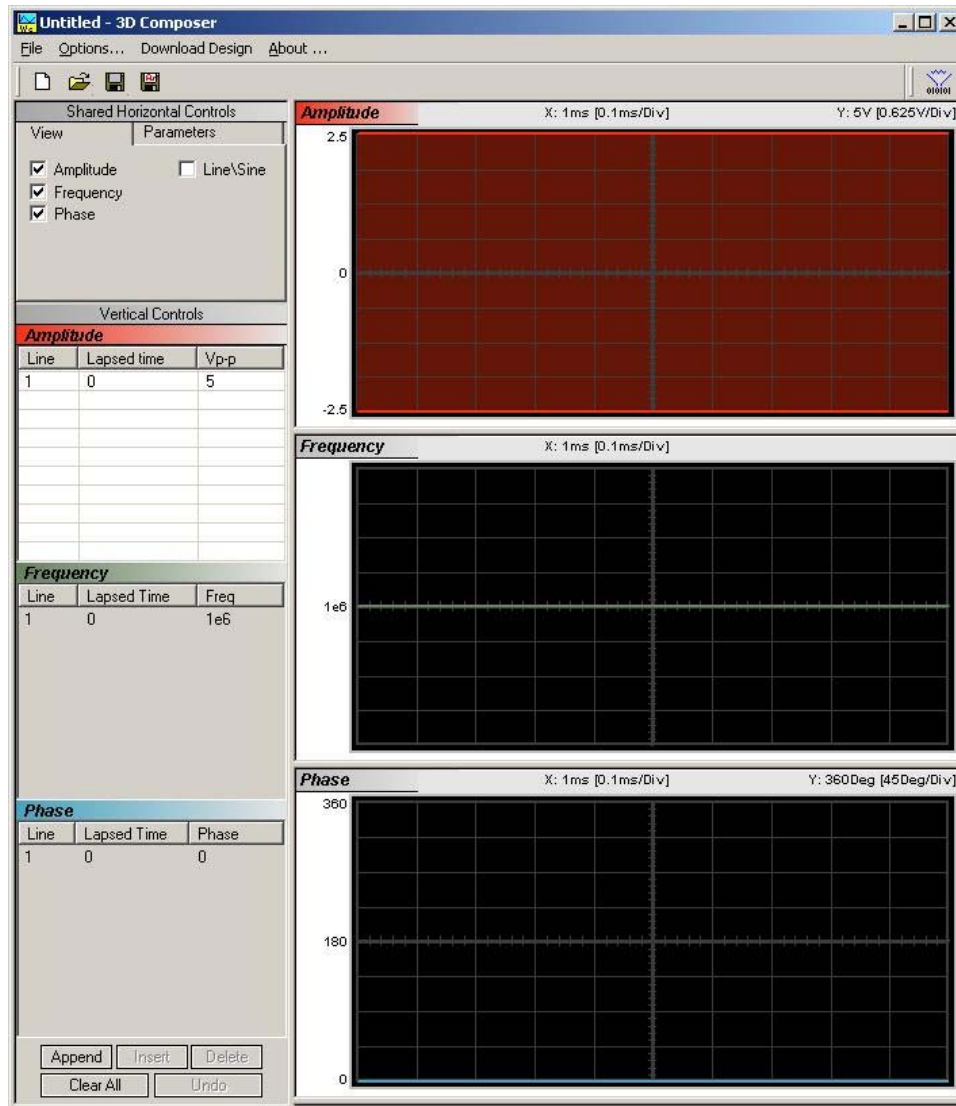 Untitled - 3D Composer
File Options... Download Design About ...
010101
Shared Horizontal Controls
View Parameters
Amplitude Line\Sine
Frequency
Phase
Vertical Controls
Amplitude
Line Lapsed time Vp-p
1 0 5
Frequency
Line Lapsed Time Freq
1 0 1e6
Phase
Line Lapsed Time Phase
1 0 0
Append Insert Delete
Clear All Undo
Amplitude X: 1ms [0.1ms/Div] Y: 5V [0.625V/Div]
2.5
0
-2.5
Frequency X: 1ms [0.1ms/Div]
1e6
Phase X: 1ms [0.1ms/Div] Y: 360Deg [45Deg/Div]
360
180
0